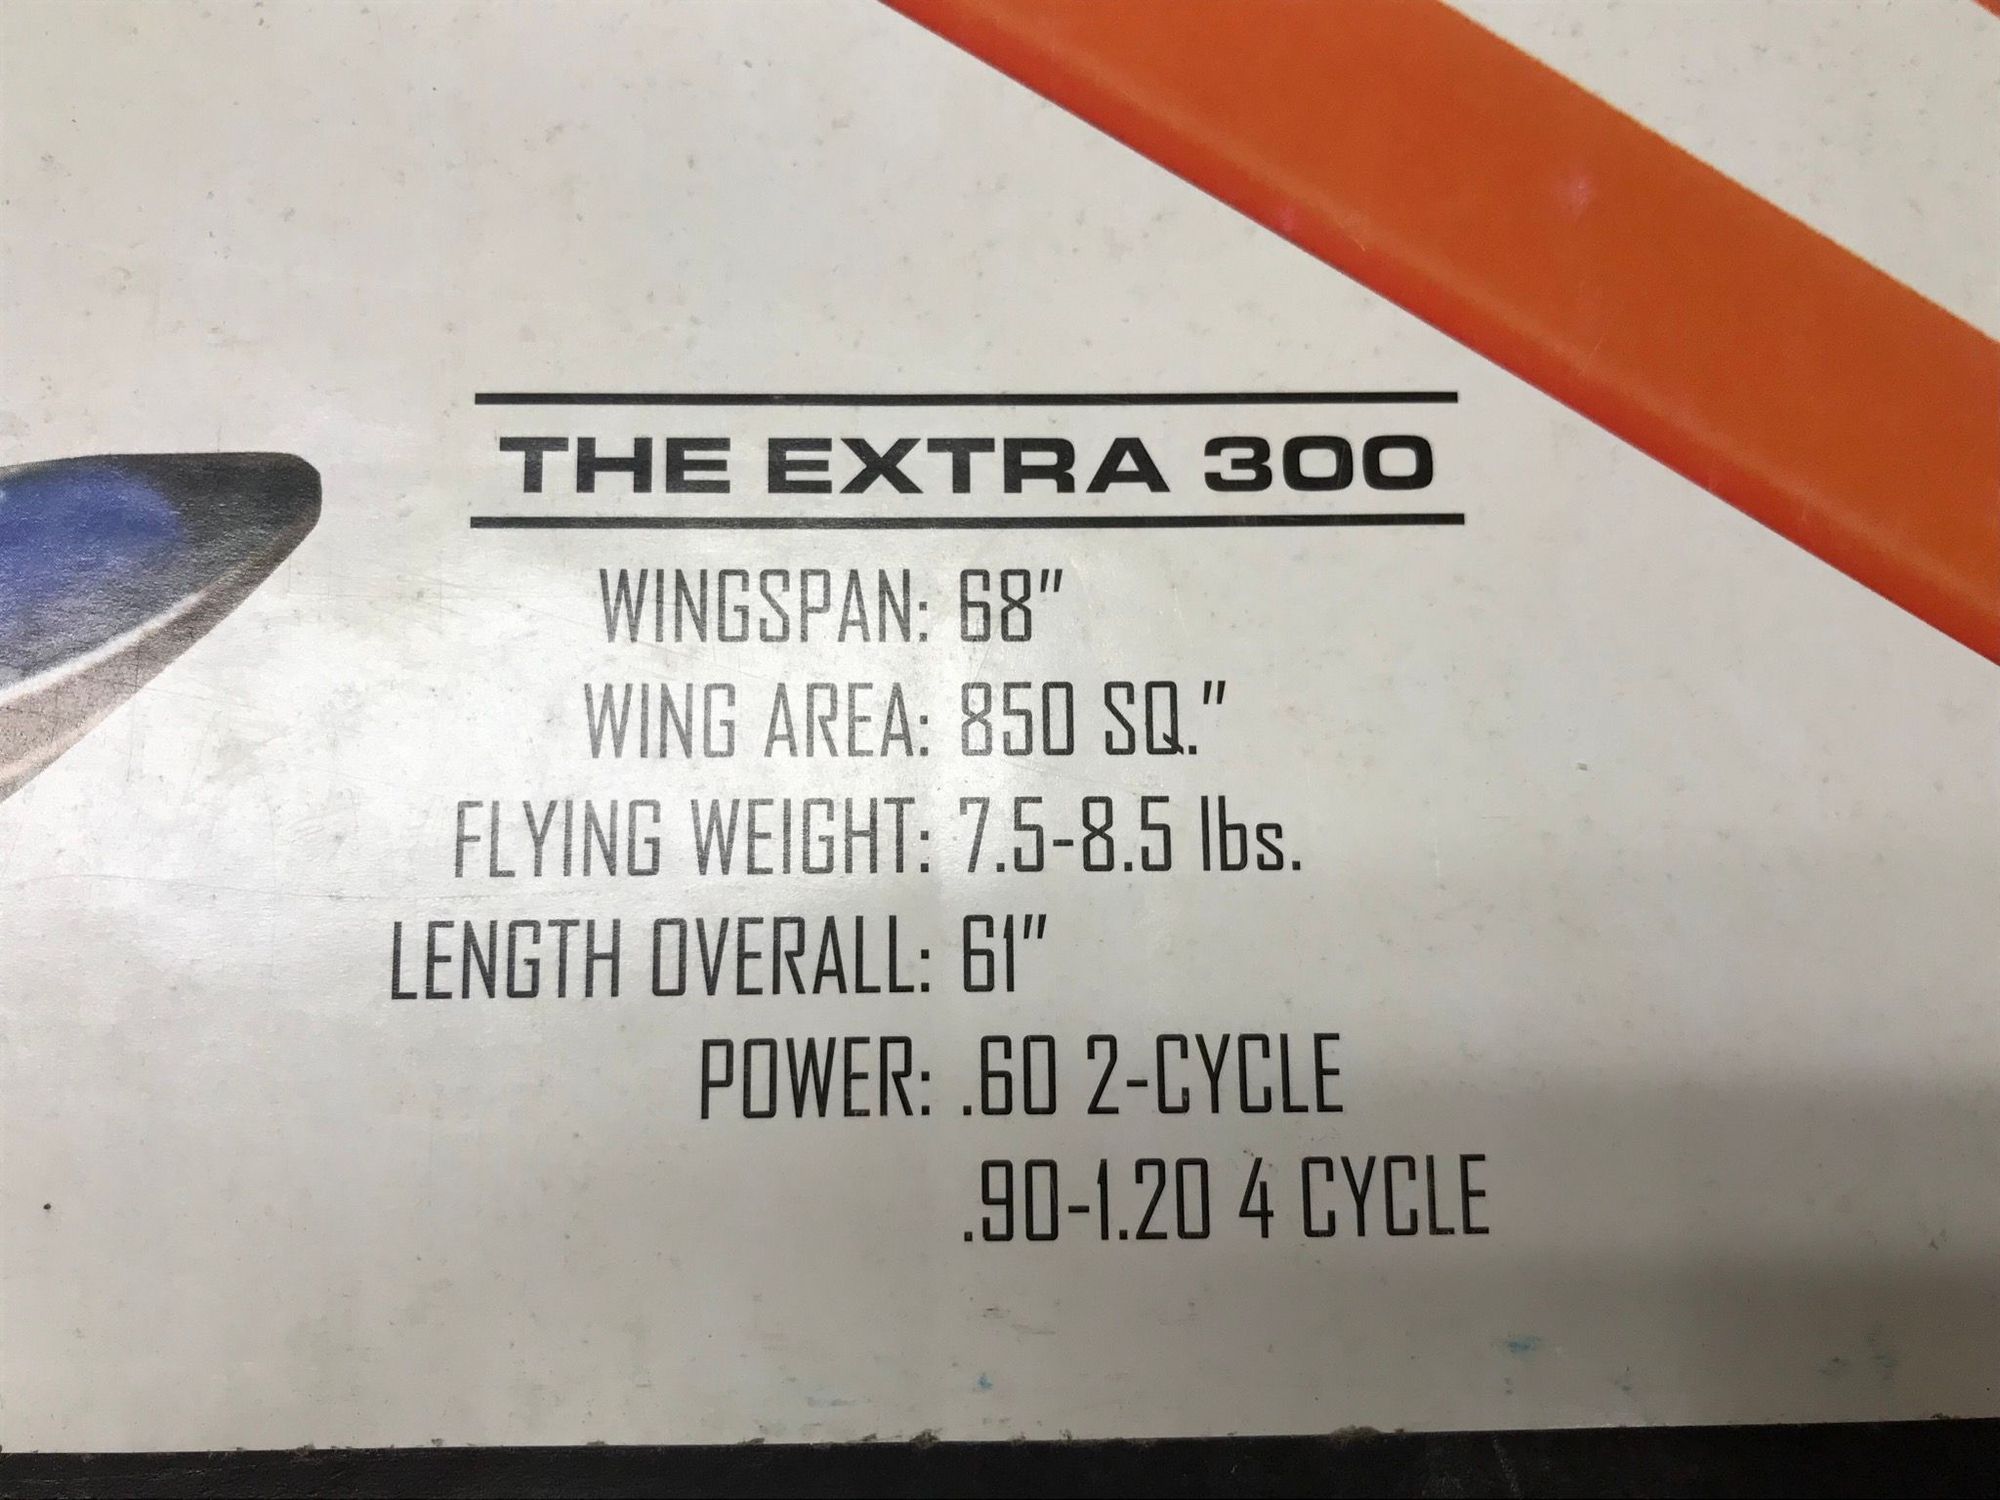 THE EXTRA 300
WINGSPAN: 68"
WING AREA: 850 SQ."
FLYING WEIGHT: 7.5-8.5 lbs.
LENGTH OVERALL: 61"
POWER: .60 2-CYCLE
.90-1.20 4 CYCLE